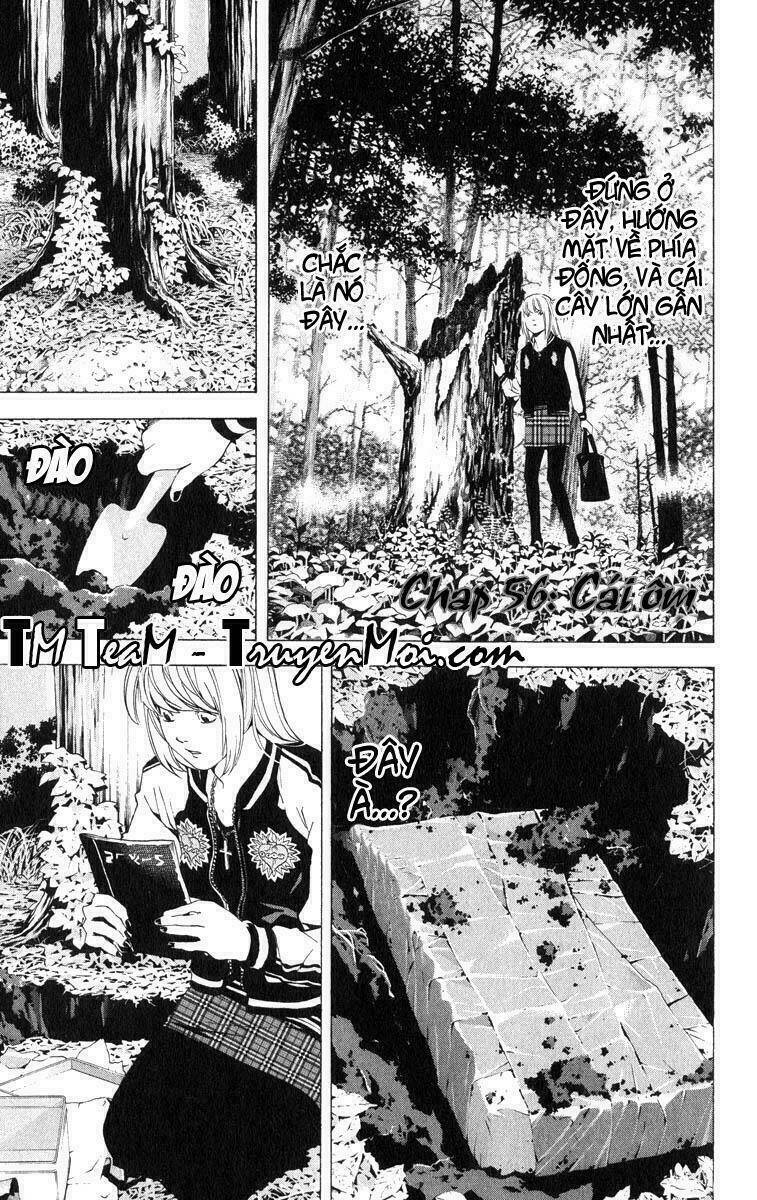 ĐỨNG Ở
ĐÂY, HƯỚNG
MẶT VỀ PHÍA
ĐÔNG, VÀ CÁI
CÂY LỚN GẦN
NHẤT...
CHẮC
LÀ NÓ
ĐÂY...
Chap 56: Cái ôm
ĐÀO
ĐÀO
TM TeaM - TruyenMoi.com
ĐÂY
À...?